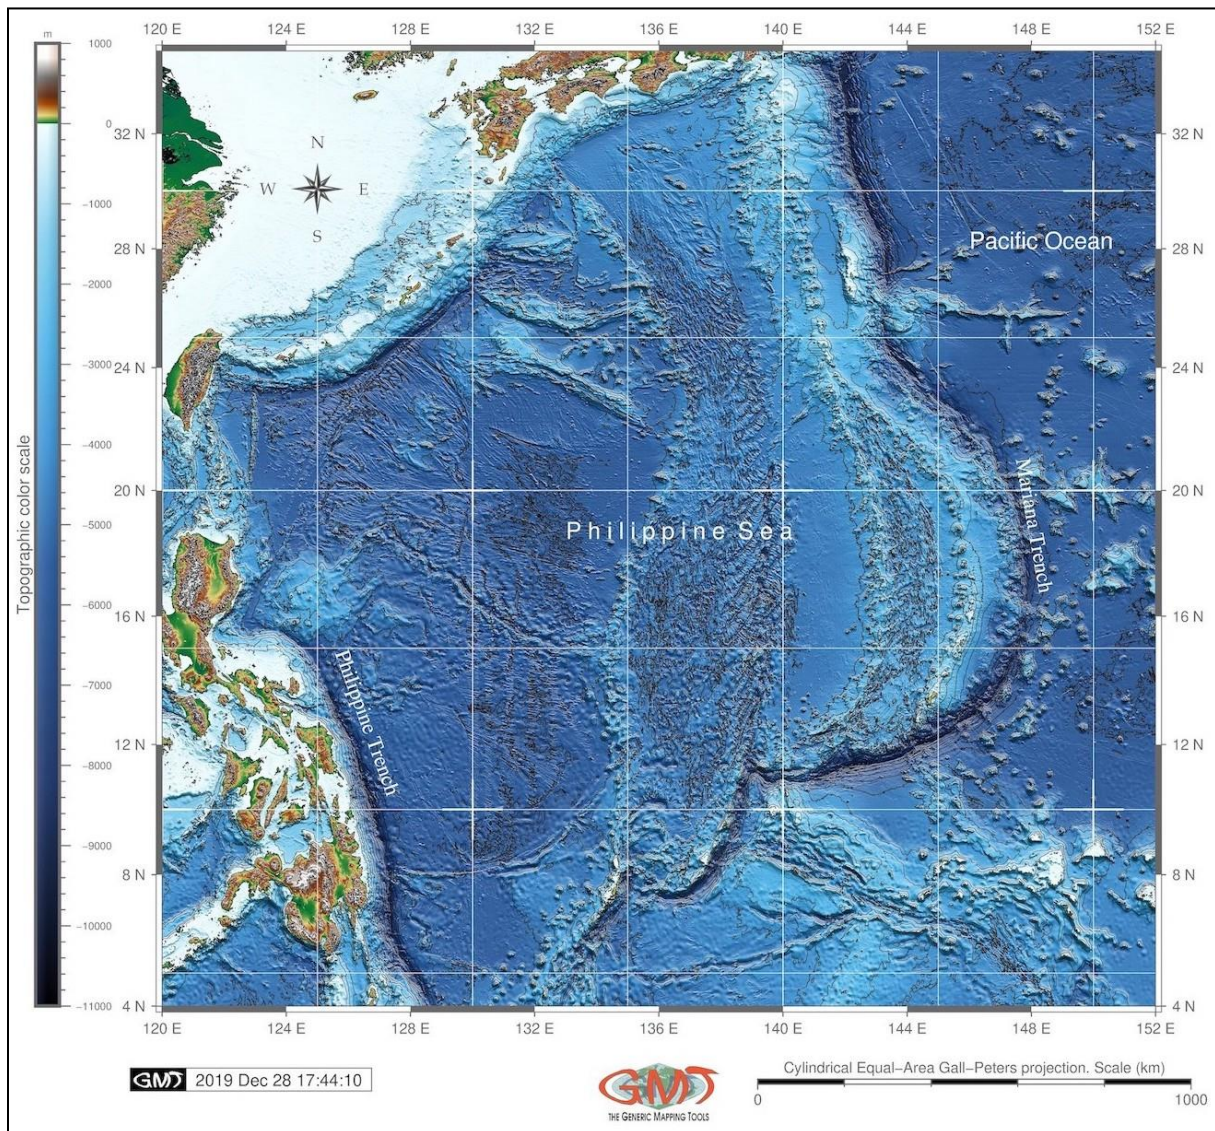 120 E 124 E 128 E 132 E 136 E 140 E 144 E 148 E 152 E
m
1000
0
−1000
−2000
−3000
−4000
−5000
−6000
−7000
−8000
−9000
−10000
−11000
Topographic color scale
32 N
28 N
24 N
20 N
16 N
12 N
8 N
4 N
N
W E
S
Pacific Ocean
Philippine Sea
Mariana Trench
Philippine Trench
32 N
28 N
24 N
20 N
16 N
12 N
8 N
4 N
120 E 124 E 128 E 132 E 136 E 140 E 144 E 148 E 152 E
GMT 2019 Dec 28 17:44:10
GMT
THE GENERIC MAPPING TOOLS
Cylindrical Equal−Area Gall−Peters projection. Scale (km)
0 1000